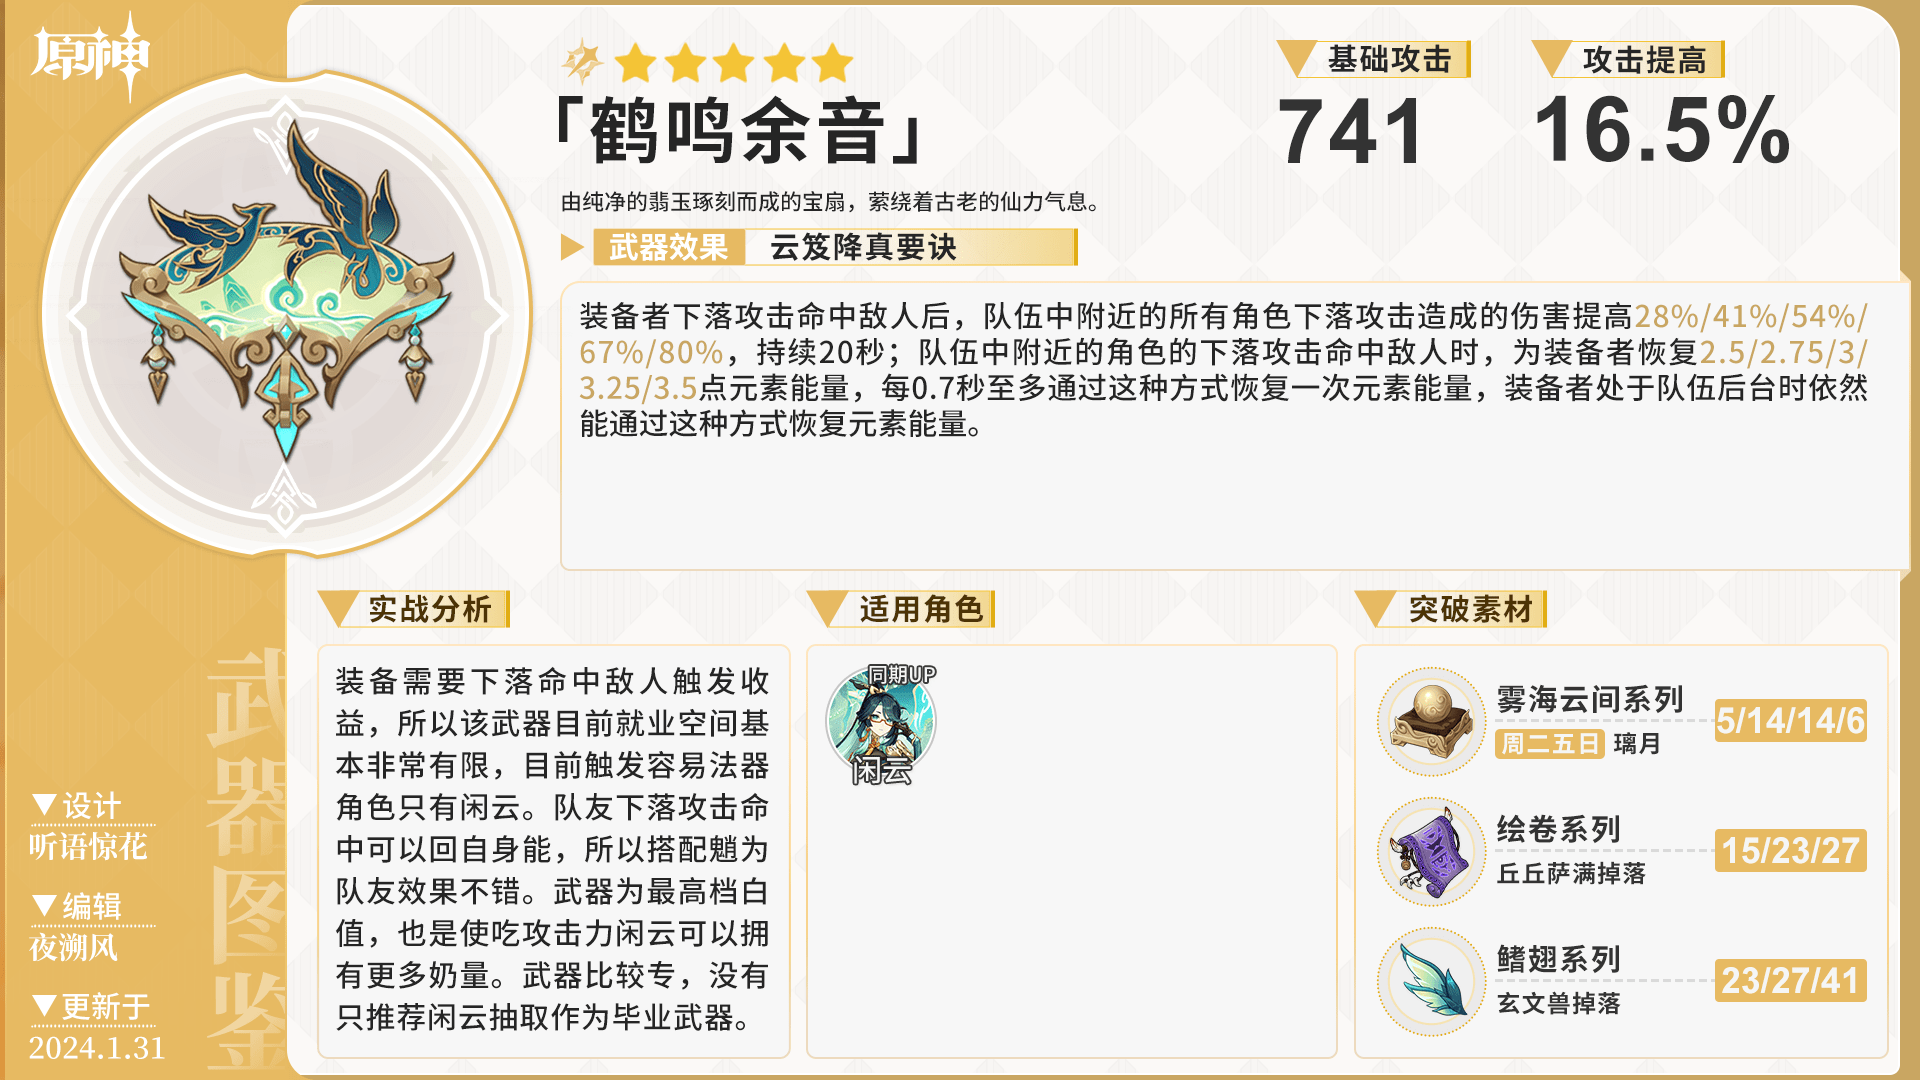 原神
「鹤鸣余音」
基础攻击
741
攻击提高
16.5%
由纯净的翡玉琢刻而成的宝扇，萦绕着古老的仙力气息。
武器效果
云笈降真要诀
装备者下落攻击命中敌人后，队伍中附近的所有角色下落攻击造成的伤害提高28%/41%/54%/
67%/80%，持续20秒；队伍中附近的角色的下落攻击命中敌人时，为装备者恢复2.5/2.75/3/
3.25/3.5点元素能量，每0.7秒至多通过这种方式恢复一次元素能量，装备者处于队伍后台时依然
能通过这种方式恢复元素能量。
实战分析
装备需要下落命中敌人触发收
益，所以该武器目前就业空间基
本非常有限，目前触发容易法器
角色只有闲云。队友下落攻击命
中可以回自身能，所以搭配魈为
队友效果不错。武器为最高档白
值，也是使吃攻击力闲云可以拥
有更多奶量。武器比较专，没有
只推荐闲云抽取作为毕业武器。
适用角色
同期UP
闲云
突破素材
雾海云间系列
周二五日 璃月
5/14/14/6
绘卷系列
丘丘萨满掉落
15/23/27
鳍翅系列
玄文兽掉落
23/27/41
武器图鉴
▼设计
听语惊花
▼编辑
夜溯风
▼更新于
2024.1.31